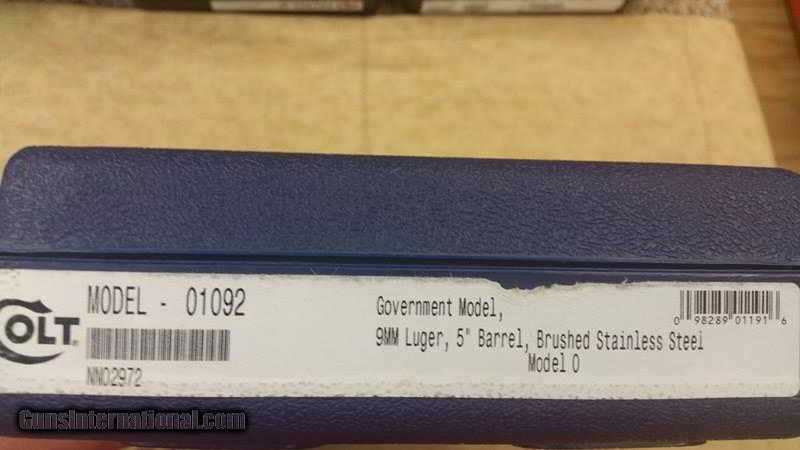 COLT®
MODEL - 01092
NN02972
Government Model,
9MM Luger, 5" Barrel, Brushed Stainless Steel
Model O
0 98289 01191 6
GunsInternational.com